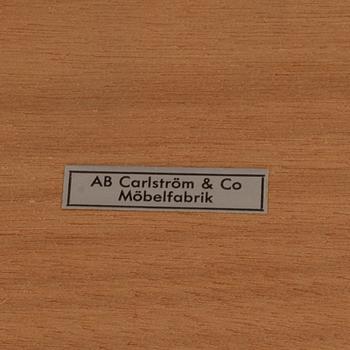 AB Carlström & Co
Möbelfabrik